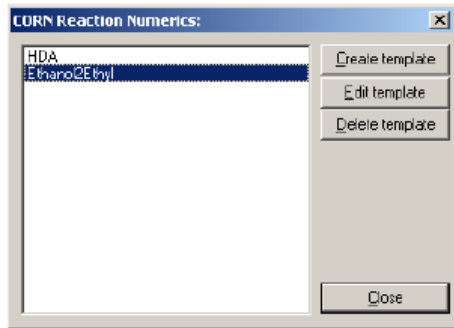 CORN Reaction Numerics:
HDA
Ethanol2Ethyl
Create template
Edit template
Delete template
Close